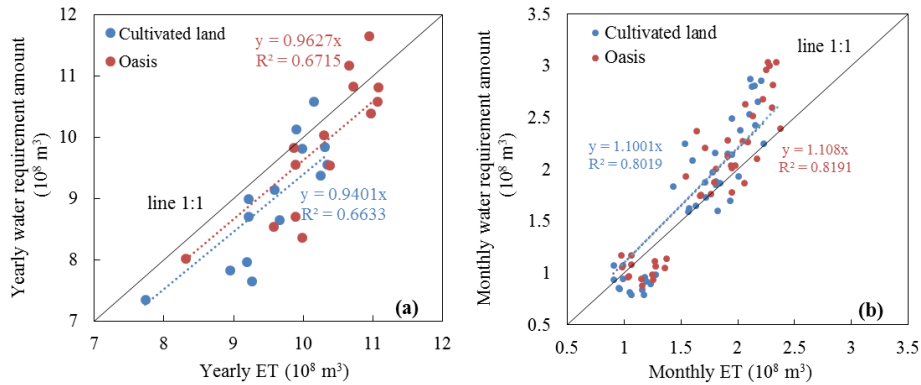 12
11
10
9
8
7
7
8
9
10
11
12
Yearly water requirement amount
(10⁸ m³)
Yearly ET (10⁸ m³)
Cultivated land
Oasis
y = 0.9627x
R² = 0.6715
line 1:1
y = 0.9401x
R² = 0.6633
(a)
3.5
3
2.5
2
1.5
1
0.5
0.5
1
1.5
2
2.5
3
3.5
Monthly water requirement amount
(10⁸ m³)
Monthly ET (10⁸ m³)
Cultivated land
Oasis
line 1:1
y = 1.1001x
R² = 0.8019
y = 1.108x
R² = 0.8191
(b)